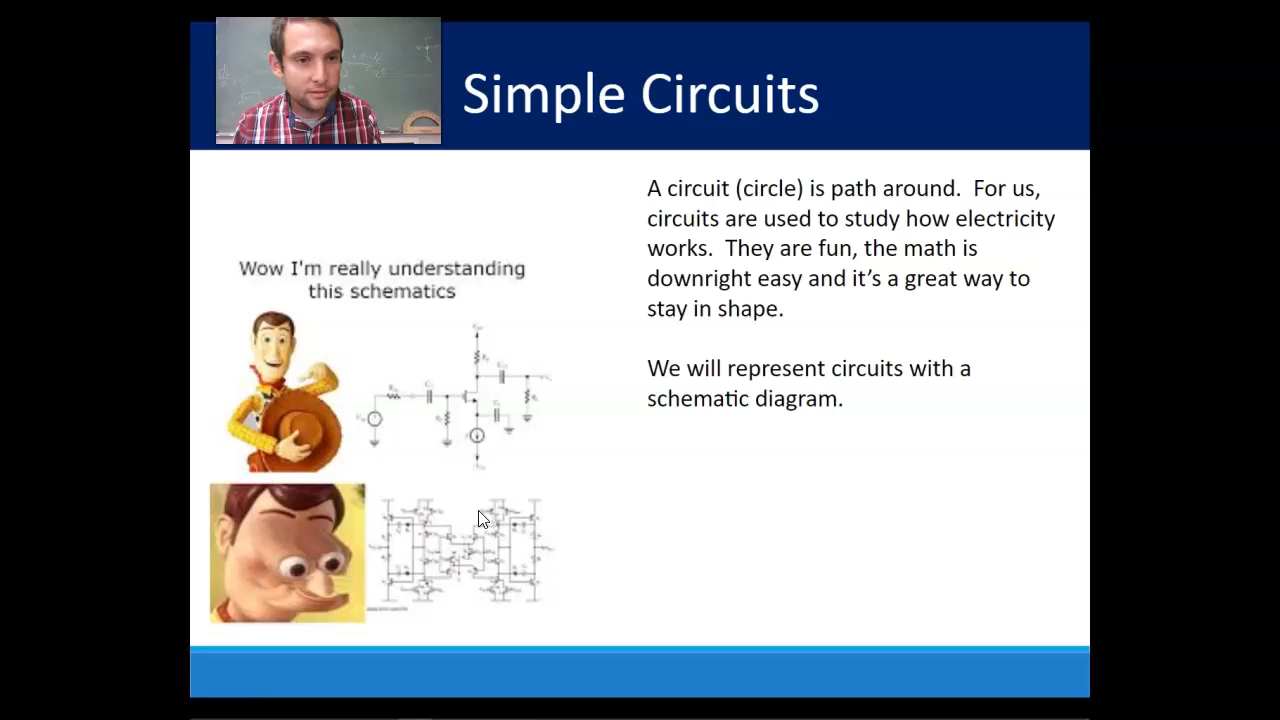 Simple Circuits
A circuit (circle) is path around.  For us,
circuits are used to study how electricity
works.  They are fun, the math is
downright easy and it’s a great way to
stay in shape.
We will represent circuits with a
schematic diagram.
Wow I'm really understanding
this schematics